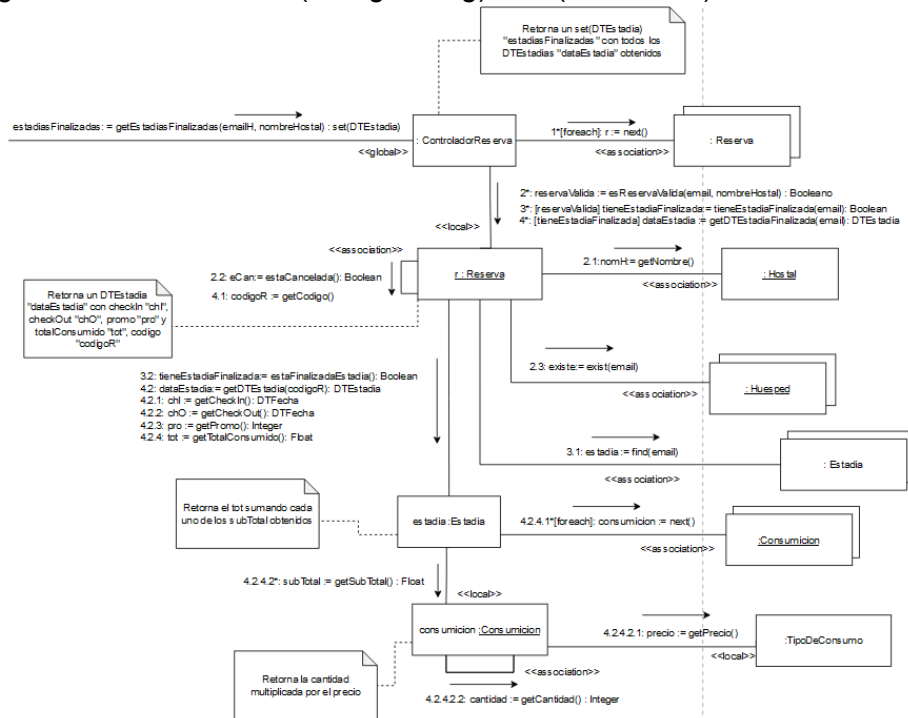 Retorna un set(DTEstadia)
"estadiasFinalizadas" con todos los
DTEstadias "dataEstadia" obtenidos
estadiasFinalizadas: = getEstadiasFinalizadas(emailH, nombreHostal) : set(DTEstadia)
<<global>>
: ControladorReserva
1*[foreach]: r := next()
<<association>>
: Reserva
2*: reservaValida := esReservaValida(email, nombreHostal) : Booleano
3*: [reservaValida] tieneEstadiaFinalizada:= tieneEstadiaFinalizada(email): Boolean
4*: [tieneEstadiaFinalizada] dataEstadia := getDTEstadiaFinalizada(email): DTEstadia
<<local>>
<<association>>
2.2: eCan:= estaCancelada(): Boolean
4.1: codigoR := getCodigo()
r : Reserva
2.1:nomH:= getNombre()
<<association>>
: Hostal
Retorna un DTEstadia
"dataEstadia" con checkIn "chI",
checkOut "chO", promo "pro" y
totalConsumido "tot", codigo
"codigoR"
2.3: existe:= exist(email)
<<association>>
: Huesped
3.2: tieneEstadiaFinalizada:= estaFinalizadaEstadia(): Boolean
4.2: dataEstadia:= getDTEstadia(codigoR): DTEstadia
4.2.1: chI := getCheckIn(): DTFecha
4.2.2: chO := getCheckOut(): DTFecha
4.2.3: pro := getPromo(): Integer
4.2.4: tot := getTotalConsumido(): Float
3.1: estadia := find(email)
<<association>>
: Estadia
Retorna el tot sumando cada
uno de los subTotal obtenidos
estadia :Estadia
4.2.4.1*[foreach]: consumicion := next()
<<association>>
:Consumicion
4.2.4.2*: subTotal := getSubTotal() : Float
<<local>>
consumicion :Consumicion
4.2.4.2.1: precio := getPrecio()
<<local>>
:TipoDeConsumo
Retorna la cantidad
multiplicada por el precio
<<association>>
4.2.4.2.2: cantidad := getCantidad() : Integer